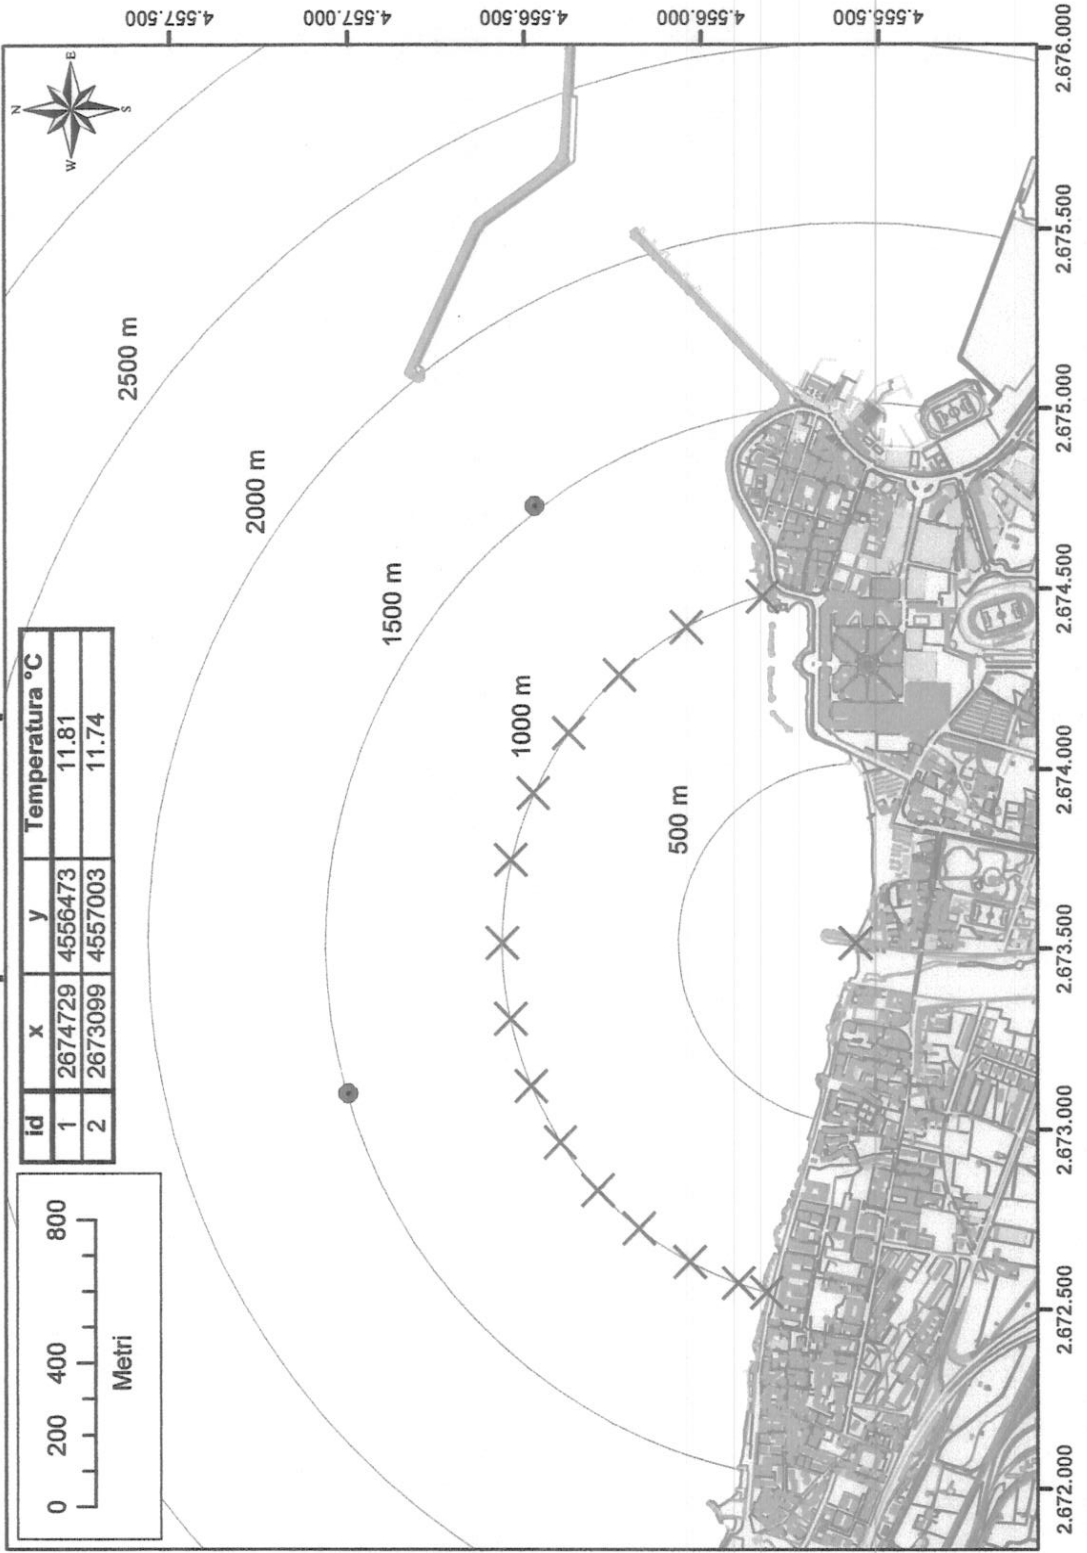 4.557.500
4.557.000
4.556.500
4.556.000
4.555.500
2.676.000
2.675.500
2.675.000
2.674.500
2.674.000
2.673.500
2.673.000
2.672.500
2.672.000
N
E
S
W
2500 m
2000 m
1500 m
1000 m
500 m
id x y Temperatura °C
1 2674729 4556473 11.81
2 2673099 4557003 11.74
0 200 400 800
Metri